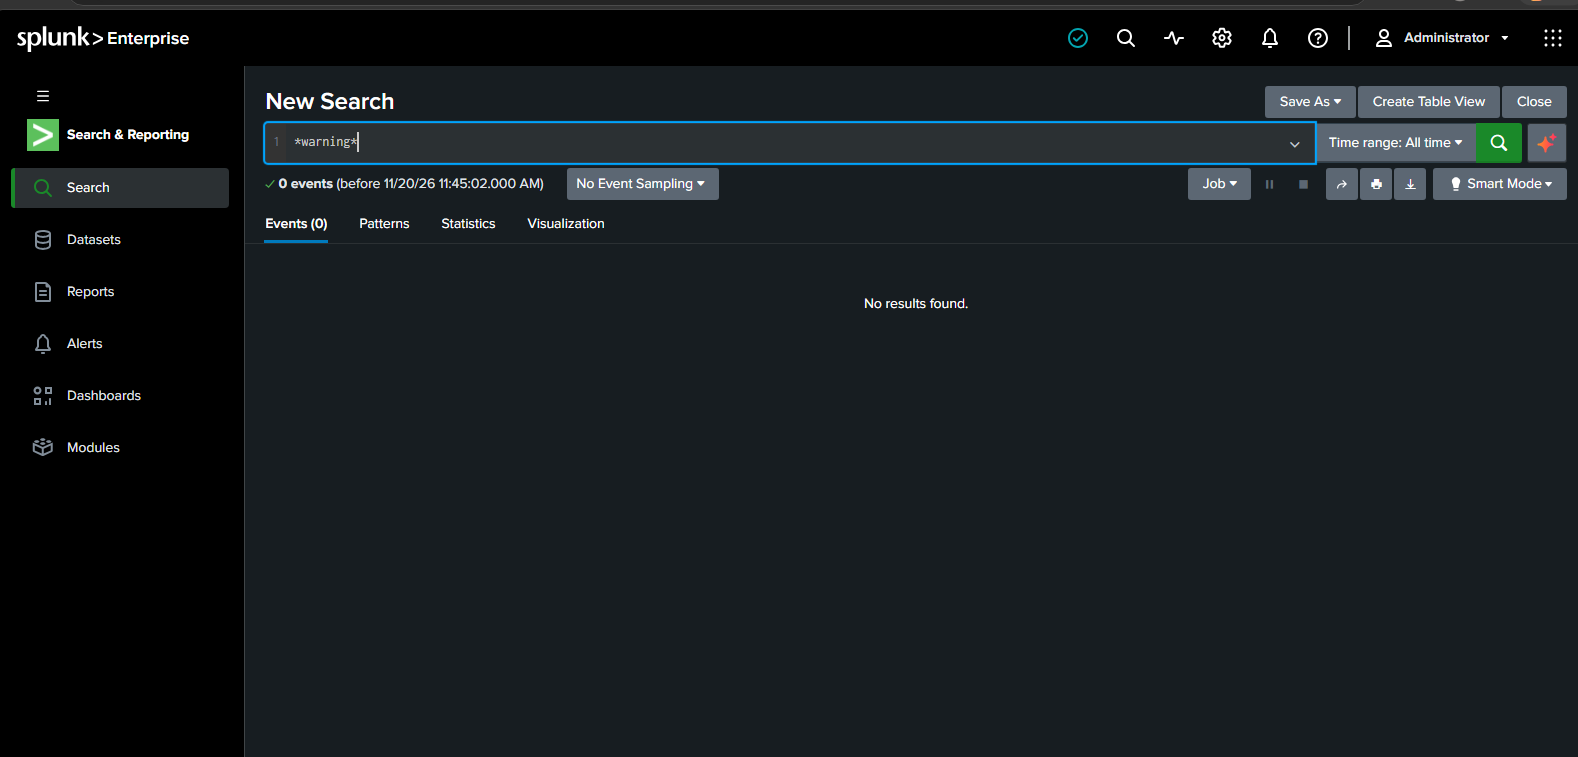 splunk> Enterprise
Administrator
Search & Reporting
Search
Datasets
Reports
Alerts
Dashboards
Modules
New Search
Save As
Create Table View
Close
1 *warning*
Time range: All time
0 events (before 11/20/26 11:45:02.000 AM)
No Event Sampling
Job
Smart Mode
Events (0)
Patterns
Statistics
Visualization
No results found.